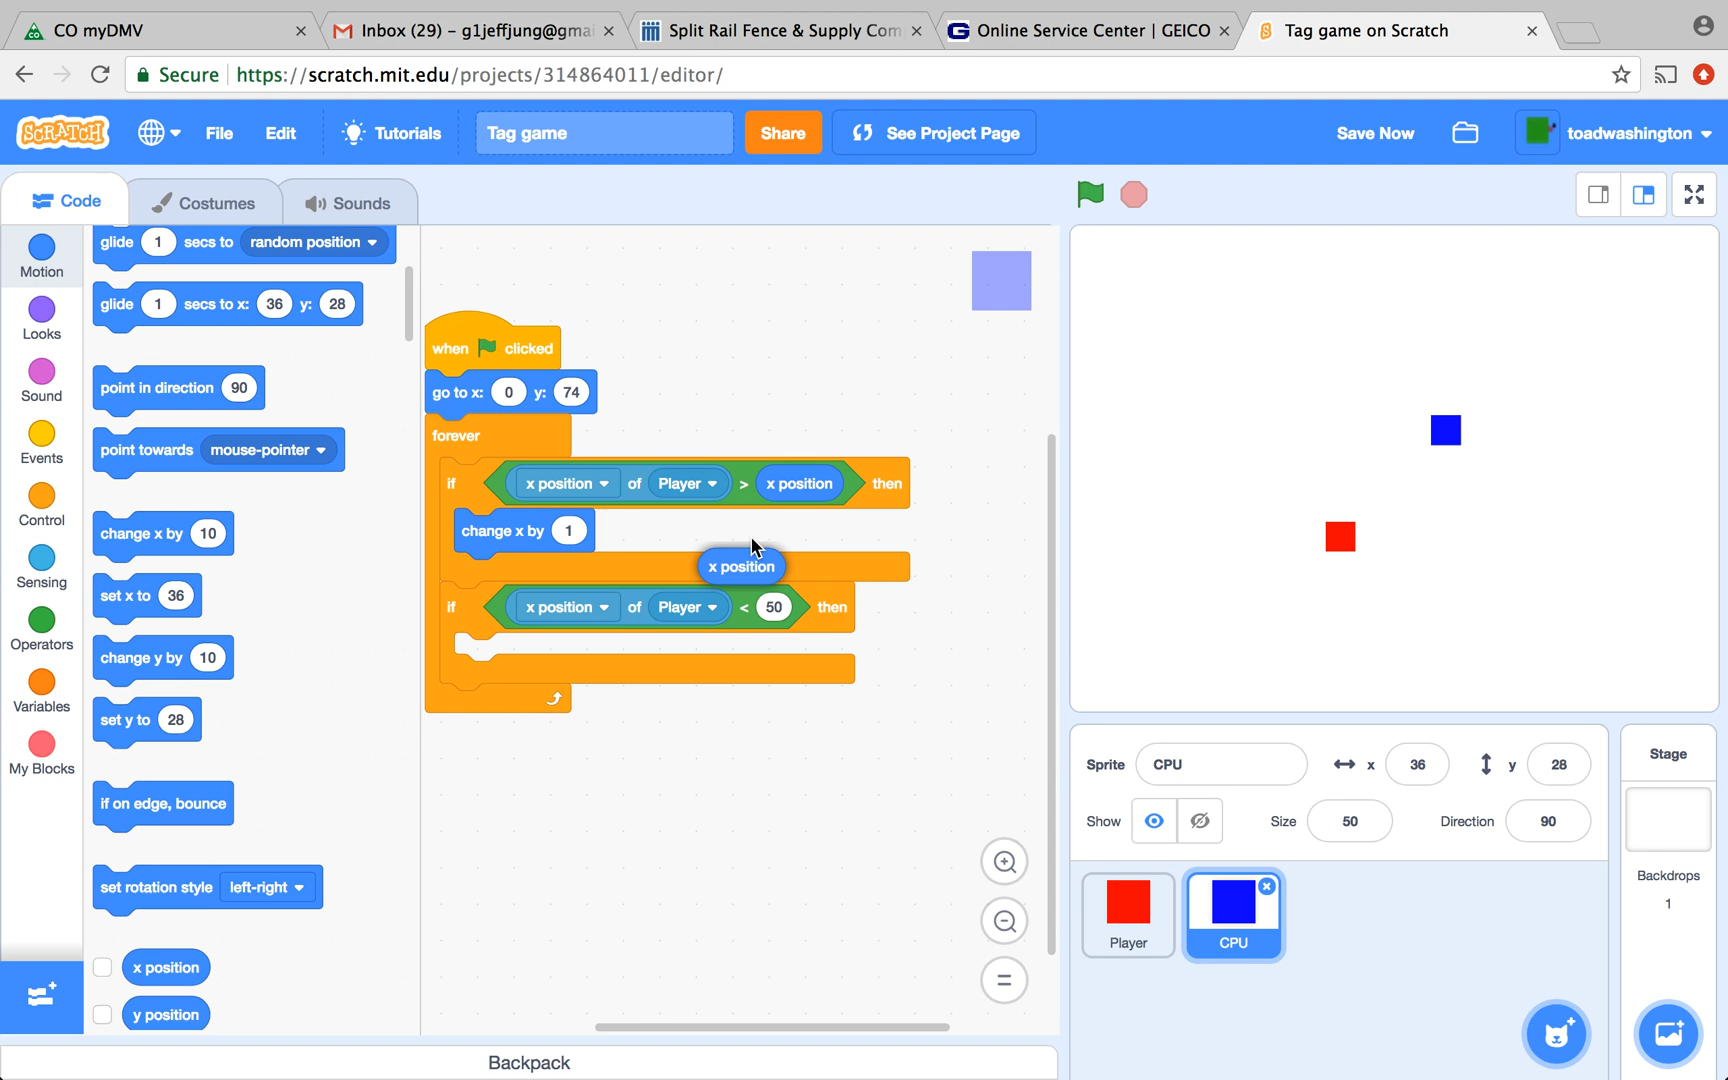 CO myDMV
Inbox (29) – g1jeffjung@gmai
Split Rail Fence & Supply Com
Online Service Center | GEICO
Tag game on Scratch
Secure
https://scratch.mit.edu/projects/314864011/editor/
SCRATCH
File
Edit
Tutorials
Tag game
Share
See Project Page
Save Now
toadwashington
Code
Costumes
Sounds
Motion
Looks
Sound
Events
Control
Sensing
Operators
Variables
My Blocks
glide 1 secs to random position
glide 1 secs to x: 36 y: 28
point in direction 90
point towards mouse-pointer
change x by 10
set x to 36
change y by 10
set y to 28
if on edge, bounce
set rotation style left-right
x position
y position
when clicked
go to x: 0 y: 74
forever
if x position of Player > x position then
change x by 1
x position
if x position of Player < 50 then
Backpack
Sprite CPU x 36 y 28
Show Size 50 Direction 90
Player
CPU
Stage
Backdrops
1